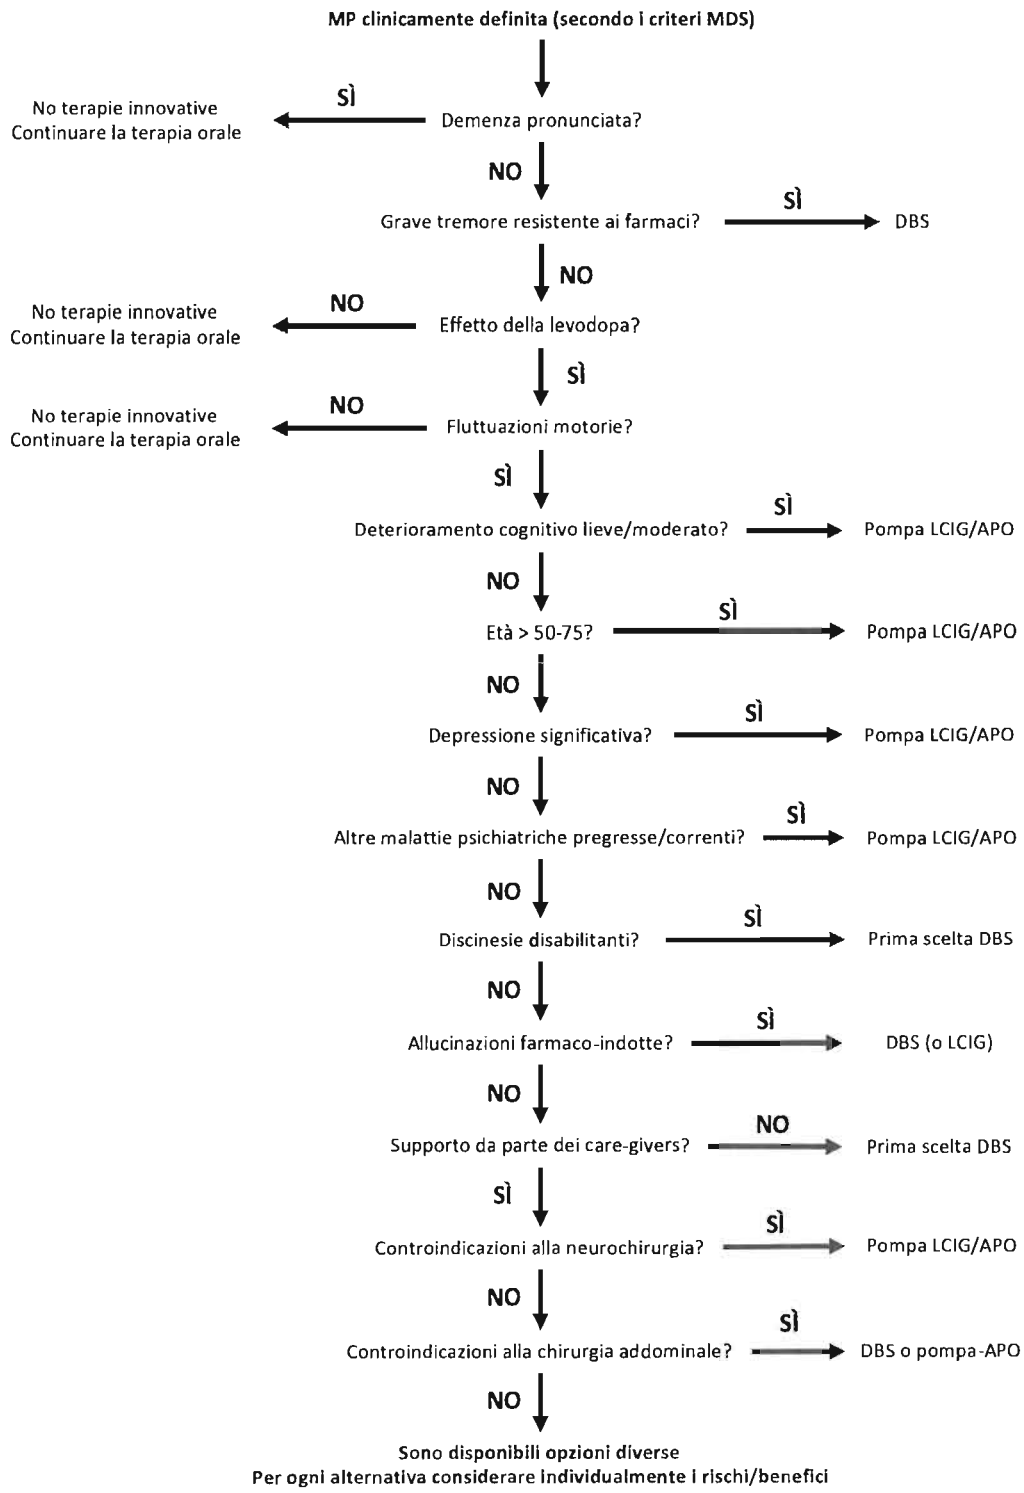 MP clinicamente definita (secondo i criteri MDS)
SÌ
No terapie innovative
Continuare la terapia orale
Demenza pronunciata?
NO
SÌ
Grave tremore resistente ai farmaci?
DBS
NO
NO
No terapie innovative
Continuare la terapia orale
Effetto della levodopa?
SÌ
NO
No terapie innovative
Continuare la terapia orale
Fluttuazioni motorie?
SÌ
SÌ
Deterioramento cognitivo lieve/moderato?
Pompa LCIG/APO
NO
SÌ
Età > 50-75?
Pompa LCIG/APO
NO
SÌ
Depressione significativa?
Pompa LCIG/APO
NO
SÌ
Altre malattie psichiatriche pregresse/correnti?
Pompa LCIG/APO
NO
SÌ
Discinesie disabilitanti?
Prima scelta DBS
NO
SÌ
Allucinazioni farmaco-indotte?
DBS (o LCIG)
NO
NO
Supporto da parte dei care-givers?
Prima scelta DBS
SÌ
SÌ
Controindicazioni alla neurochirurgia?
Pompa LCIG/APO
NO
SÌ
Controindicazioni alla chirurgia addominale?
DBS o pompa-APO
NO
Sono disponibili opzioni diverse
Per ogni alternativa considerare individualmente i rischi/benefici